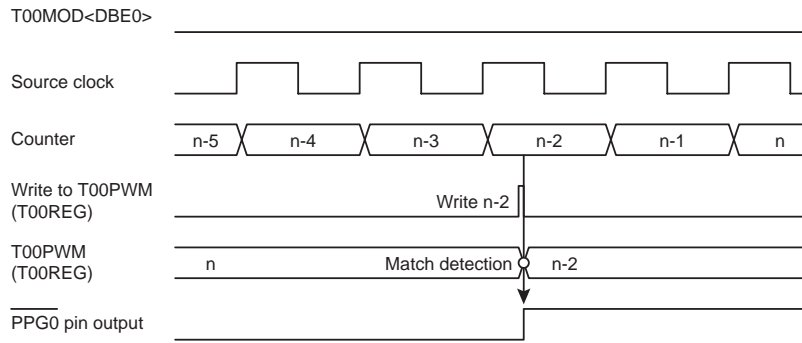 T00MOD<DBE0>
Source clock
Counter
n-5 n-4 n-3 n-2 n-1 n
Write to T00PWM
(T00REG)
Write n-2
T00PWM
(T00REG)
n Match detection n-2
PPG0 pin output